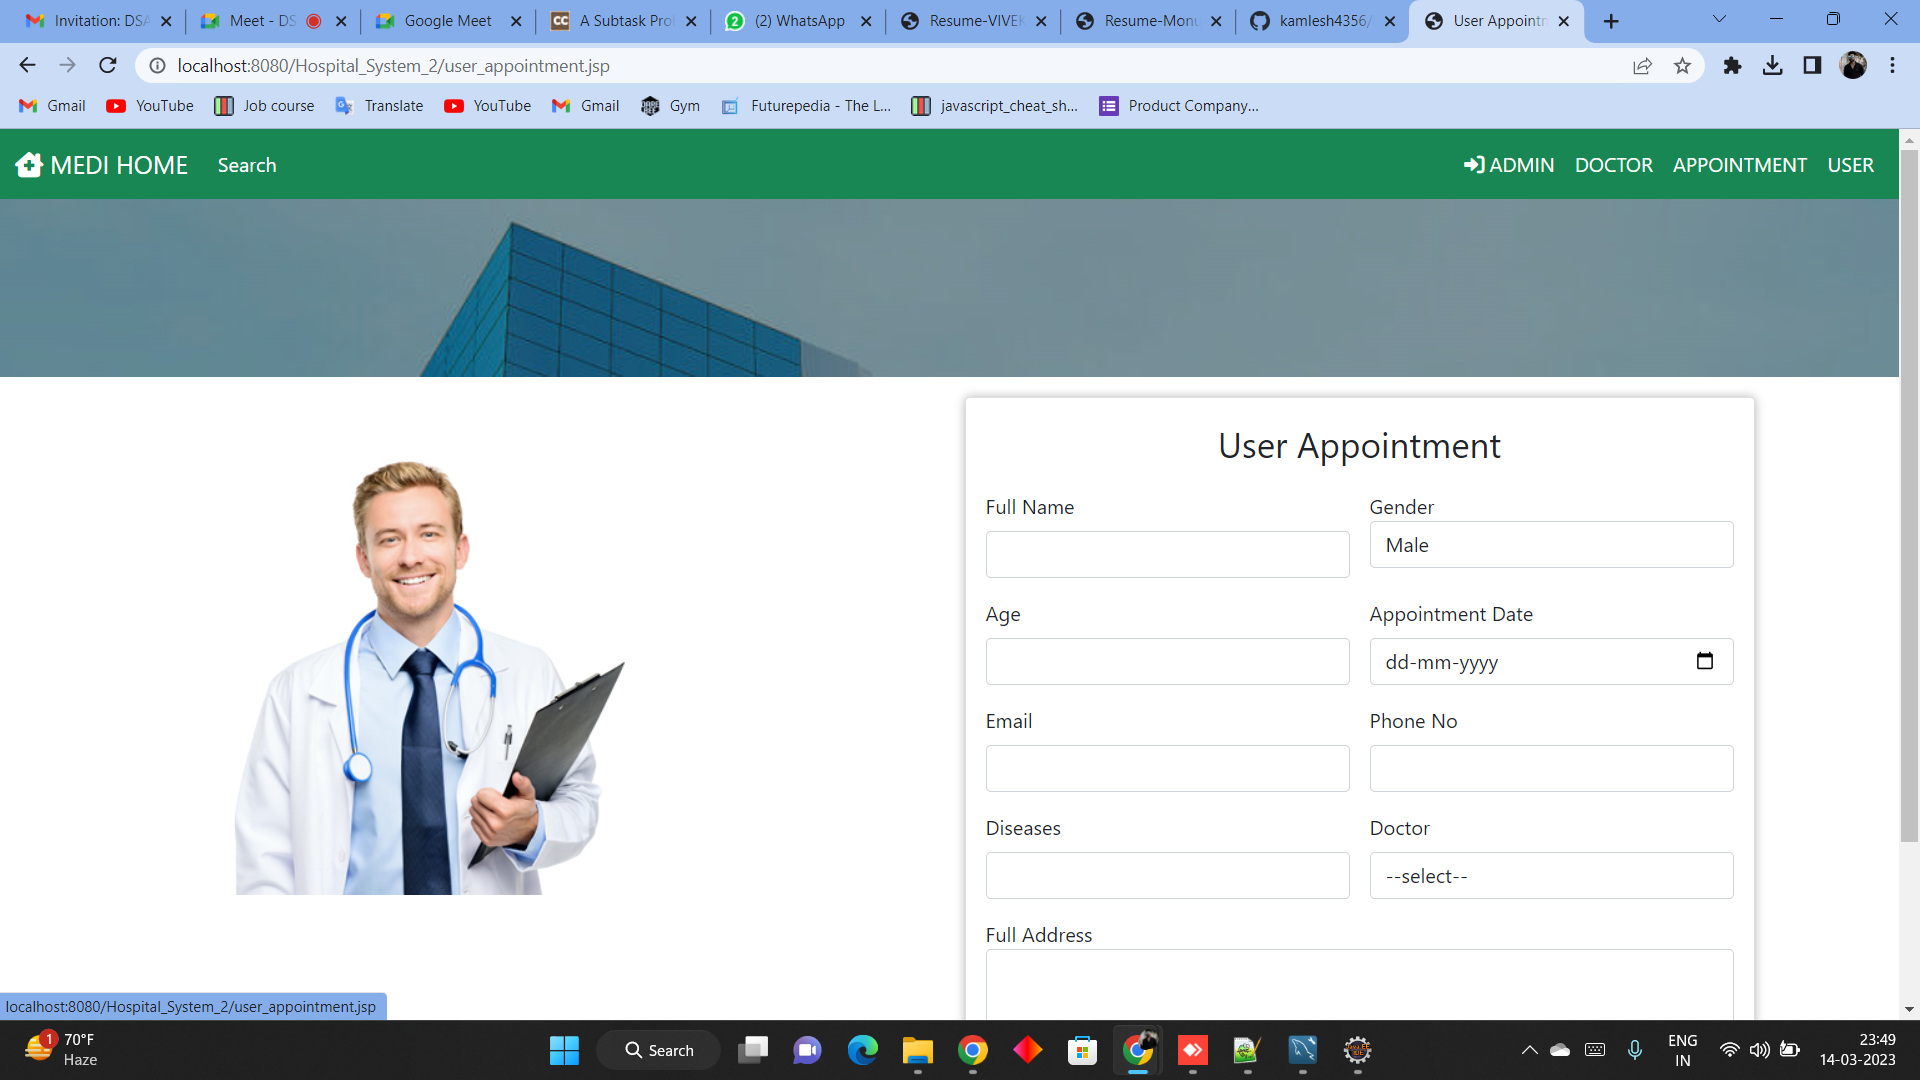 Invitation: DSA
Meet - DS
Google Meet
CC
A Subtask Pro
2
(2) WhatsApp
Resume-VIVEK
Resume-Monu
kamlesh4356/
User Appointm
localhost:8080/Hospital_System_2/user_appointment.jsp
Gmail
YouTube
Job course
Translate
YouTube
Gmail
Gym
Futurepedia - The L...
javascript_cheat_sh...
Product Company...
MEDI HOME
Search
ADMIN
DOCTOR
APPOINTMENT
USER
User Appointment
Full Name
Gender
Male
Age
Appointment Date
dd-mm-yyyy
Email
Phone No
Diseases
Doctor
--select--
Full Address
localhost:8080/Hospital_System_2/user_appointment.jsp
1
70°F
Haze
Search
ENG
IN
23:49
14-03-2023